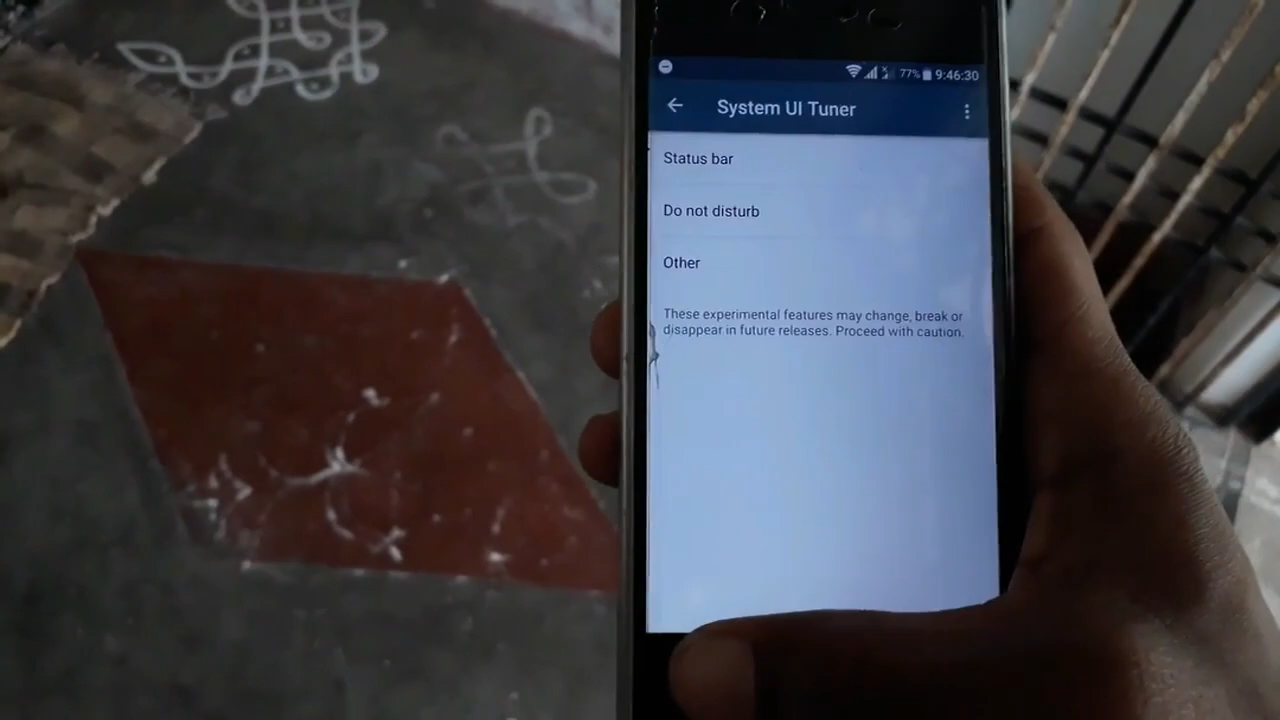 77% 9:46:30
System UI Tuner
Status bar
Do not disturb
Other
These experimental features may change, break or
disappear in future releases. Proceed with caution.